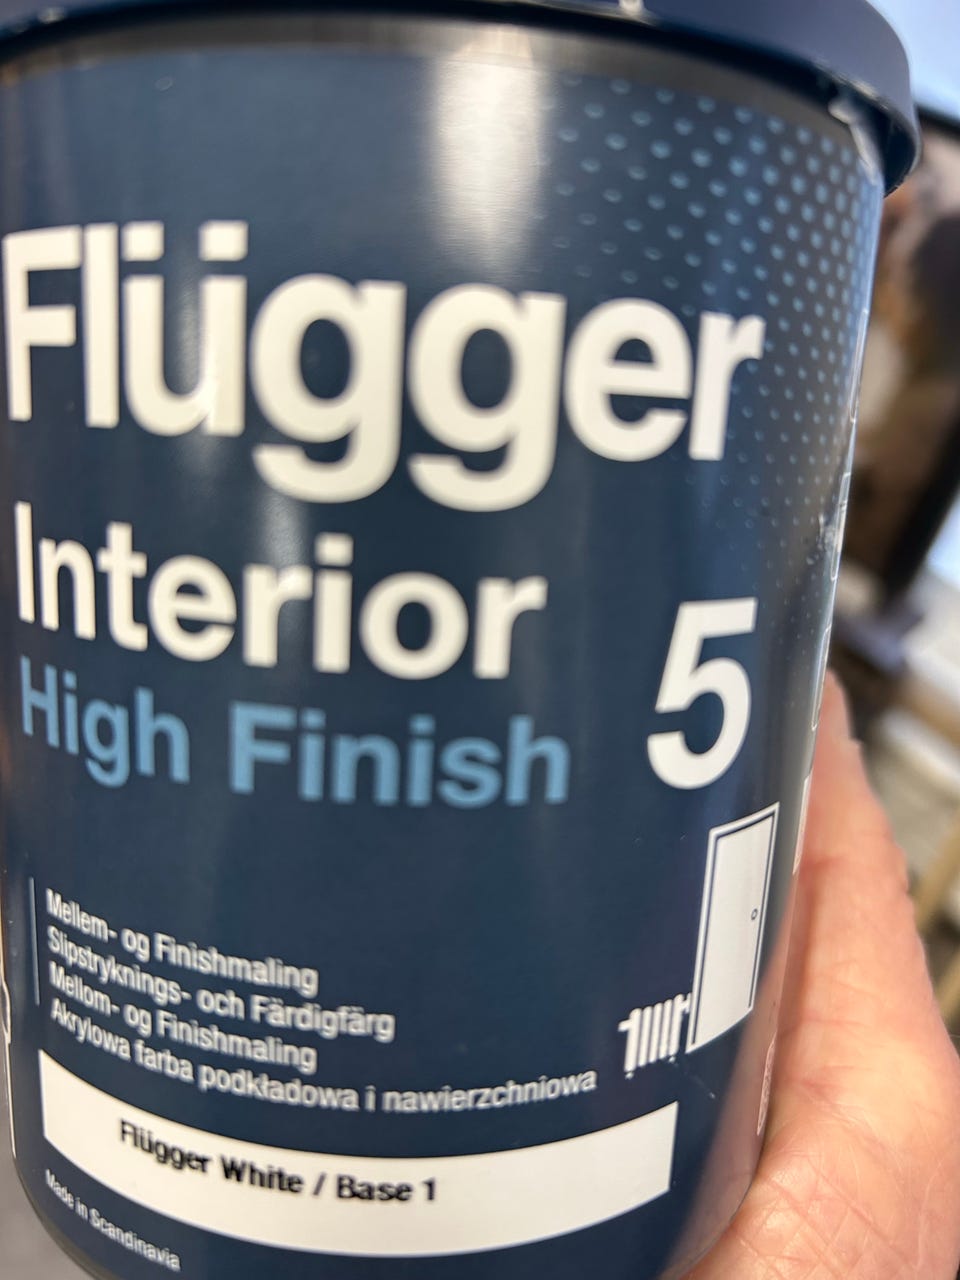 Flügger
Interior
High Finish
5
Mellem- og Finishmaling
Slipstryknings- och Färdigfärg
Mellom- og Finishmaling
Akrylowa farba podkładowa i nawierzchniowa
Flügger White / Base 1
Made in Scandinavia